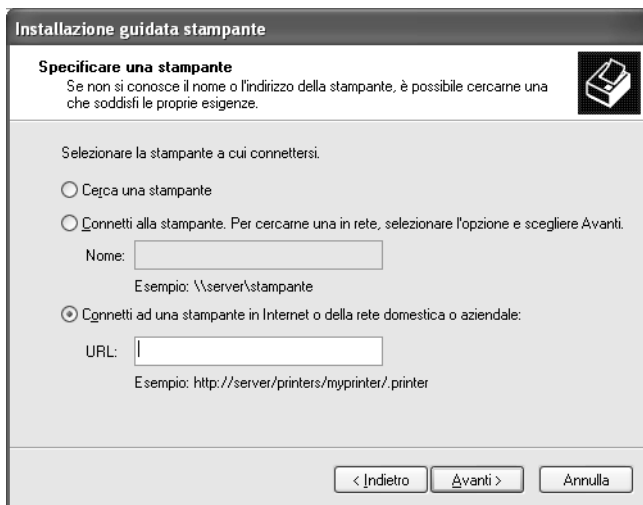 Installazione guidata stampante
Specificare una stampante
Se non si conosce il nome o l'indirizzo della stampante, è possibile cercarne una
che soddisfi le proprie esigenze.
Selezionare la stampante a cui connettersi.
Cerca una stampante
Connetti alla stampante. Per cercarne una in rete, selezionare l'opzione e scegliere Avanti.
Nome:
Esempio: \\server\stampante
Connetti ad una stampante in Internet o della rete domestica o aziendale:
URL:
Esempio: http://server/printers/myprinter/.printer
< Indietro
Avanti >
Annulla